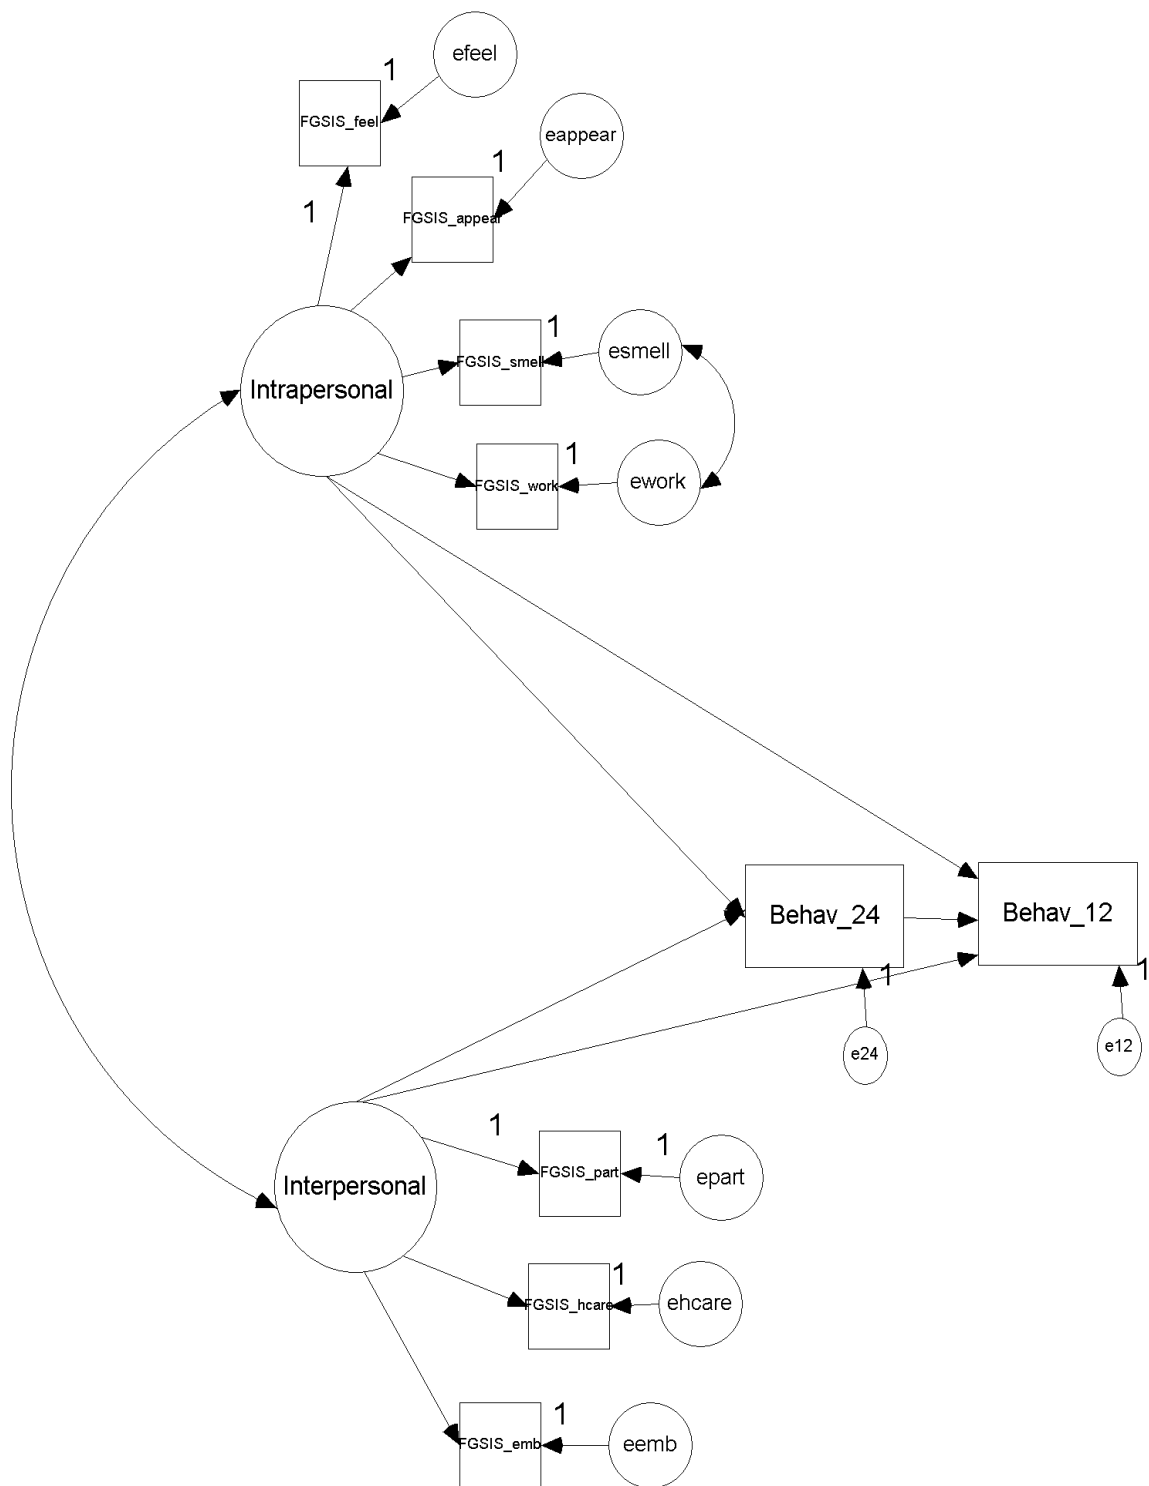 efeel
1
FGSIS_feel
eappear
1
FGSIS_appear
1
1
esmell
FGSIS_smell
Intrapersonal
1
ework
FGSIS_work
Behav_24
Behav_12
1
1
e24
e12
1
1
FGSIS_part
epart
Interpersonal
1
FGSIS_hcare
ehcare
1
FGSIS_emb
eemb